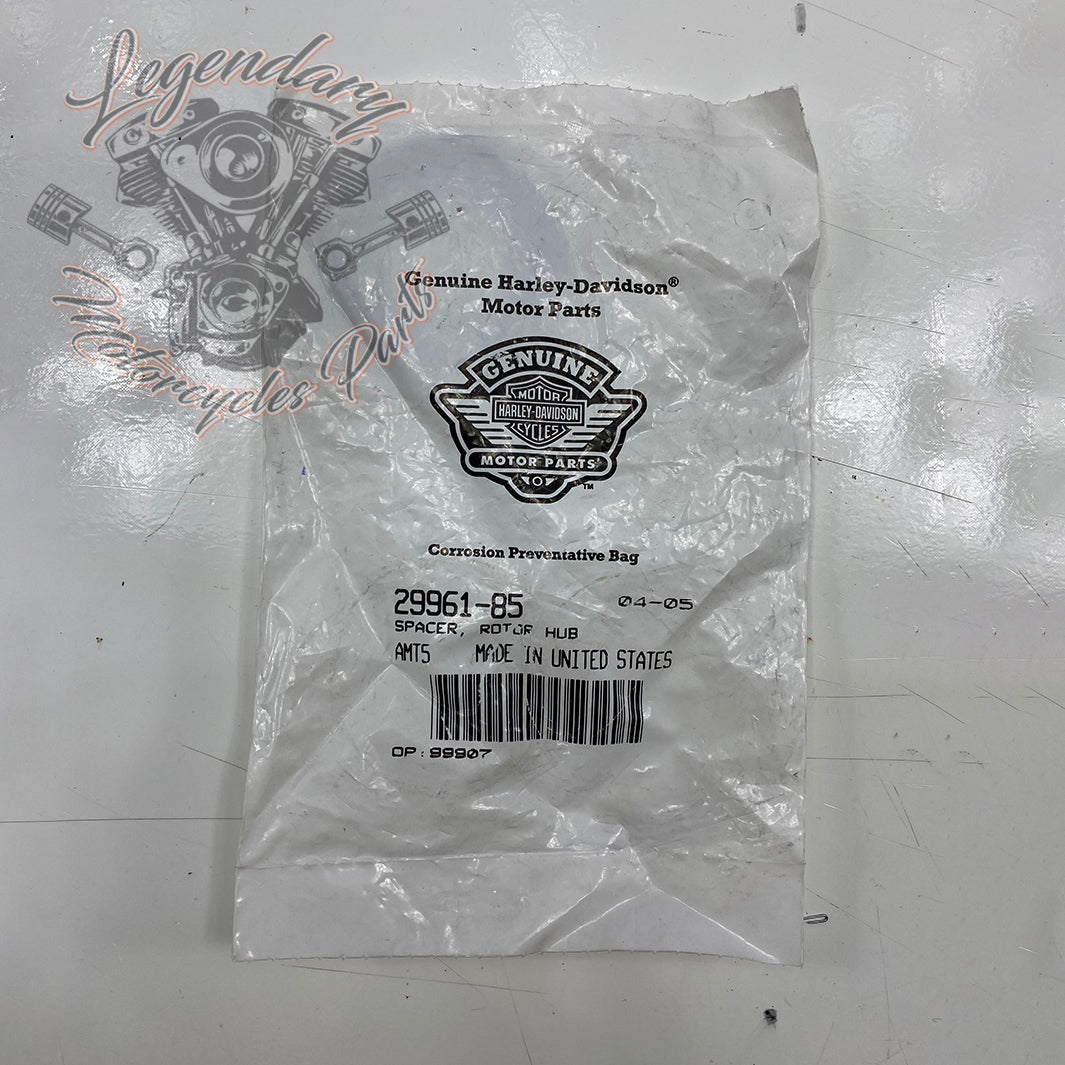 Legendary
Motorcycles Parts
Genuine Harley-Davidson®
Motor Parts
GENUINE
MOTOR
HARLEY-DAVIDSON
CYCLES
MOTOR PARTS
TM
Corrosion Preventative Bag
29961-85 04-05
SPACER, ROTOR HUB
AMT5 MADE IN UNITED STATES
OP: 99907